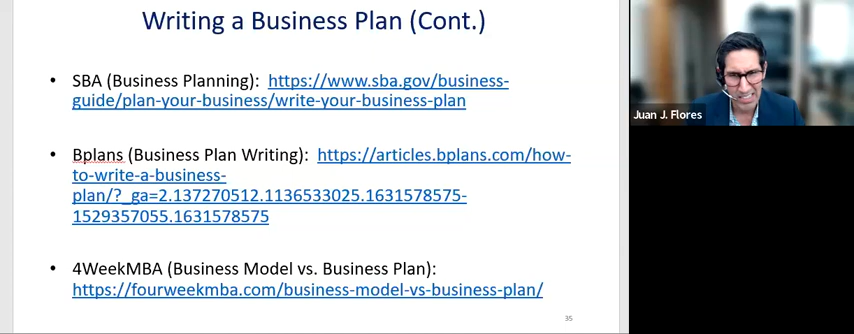 Writing a Business Plan (Cont.)
• SBA (Business Planning): https://www.sba.gov/business-
guide/plan-your-business/write-your-business-plan
• Bplans (Business Plan Writing): https://articles.bplans.com/how-
to-write-a-business-
plan/?_ga=2.137270512.1136533025.1631578575-
1529357055.1631578575
• 4WeekMBA (Business Model vs. Business Plan):
https://fourweekmba.com/business-model-vs-business-plan/
35
Juan J. Flores